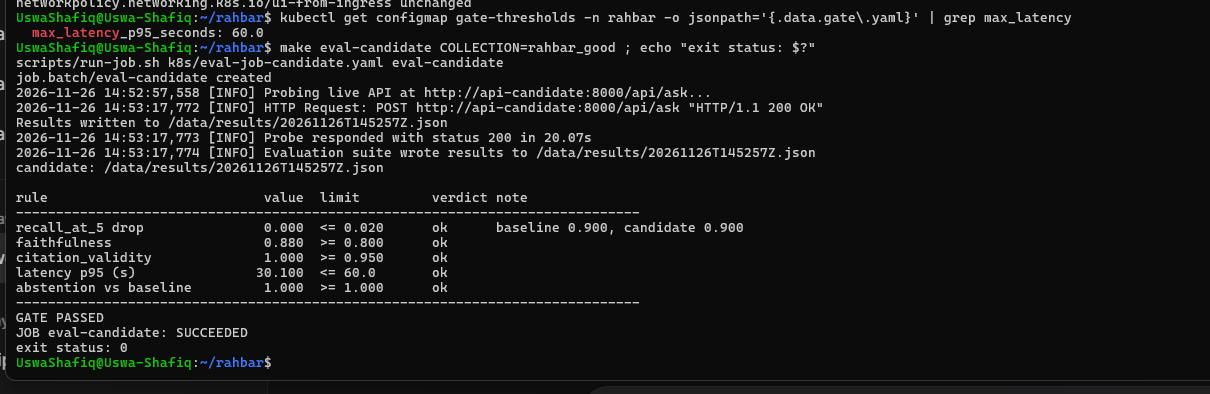 networkpolicy.networking.k8s.io/ui-from-ingress unchanged
UswaShafiq@Uswa-Shafiq:~/rahbar$ kubectl get configmap gate-thresholds -n rahbar -o jsonpath='{.data.gate\.yaml}' | grep max_latency
  max_latency_p95_seconds: 60.0
UswaShafiq@Uswa-Shafiq:~/rahbar$ make eval-candidate COLLECTION=rahbar_good ; echo "exit status: $?"
scripts/run-job.sh k8s/eval-job-candidate.yaml eval-candidate
job.batch/eval-candidate created
2026-11-26 14:52:57,558 [INFO] Probing live API at http://api-candidate:8000/api/ask...
2026-11-26 14:53:17,772 [INFO] HTTP Request: POST http://api-candidate:8000/api/ask "HTTP/1.1 200 OK"
Results written to /data/results/20261126T145257Z.json
2026-11-26 14:53:17,773 [INFO] Probe responded with status 200 in 20.07s
2026-11-26 14:53:17,774 [INFO] Evaluation suite wrote results to /data/results/20261126T145257Z.json
candidate: /data/results/20261126T145257Z.json
rule                           value  limit         verdict note
------------------------------------------------------------------------------
recall_at_5 drop               0.000  <= 0.020      ok      baseline 0.900, candidate 0.900
faithfulness                   0.880  >= 0.800      ok
citation_validity              1.000  >= 0.950      ok
latency p95 (s)               30.100  <= 60.0       ok
abstention vs baseline         1.000  >= 1.000      ok
------------------------------------------------------------------------------
GATE PASSED
JOB eval-candidate: SUCCEEDED
exit status: 0
UswaShafiq@Uswa-Shafiq:~/rahbar$